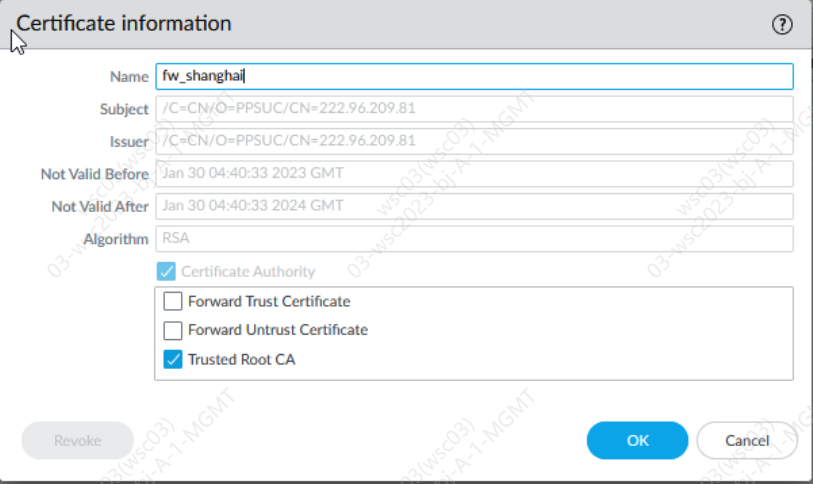 Certificate information
Name fw_shanghai
Subject /C=CN/O=PPSUC/CN=222.96.209.81
Issuer /C=CN/O=PPSUC/CN=222.96.209.81
Not Valid Before Jan 30 04:40:33 2023 GMT
Not Valid After Jan 30 04:40:33 2024 GMT
Algorithm RSA
Certificate Authority
Forward Trust Certificate
Forward Untrust Certificate
Trusted Root CA
Revoke OK Cancel
wsc03(wsc03)
03-wsc2023-bj-A-1-MGMT